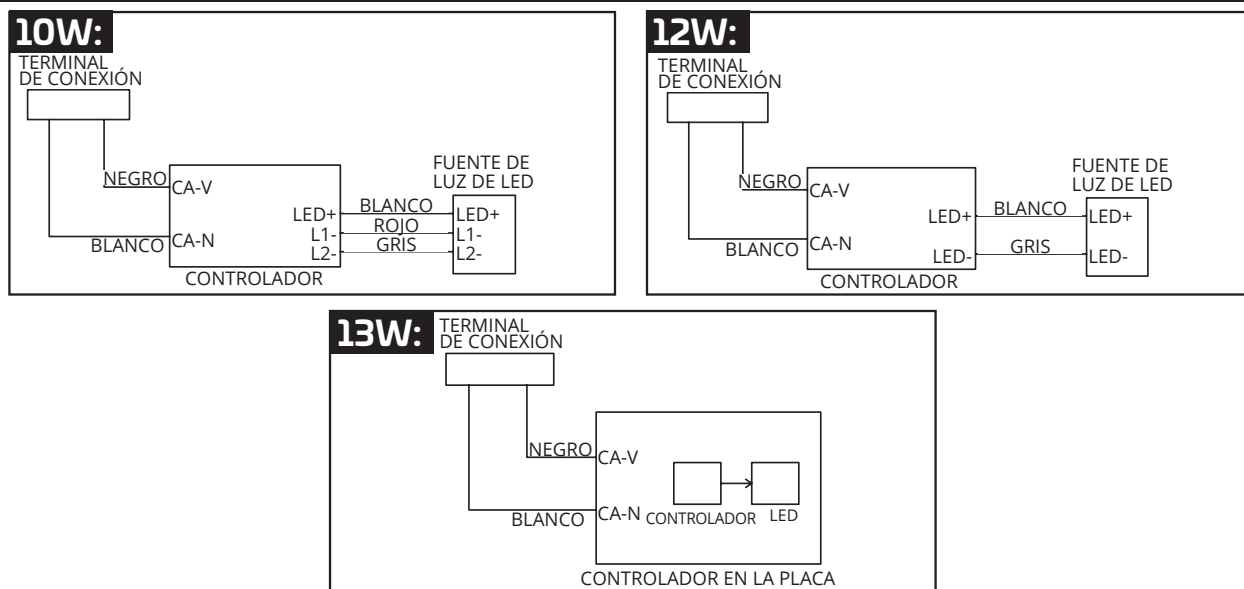 10W:
TERMINAL
DE CONEXIÓN
NEGRO
CA-V
BLANCO
CA-N
LED+
L1-
L2-
BLANCO
ROJO
GRIS
FUENTE DE
LUZ DE LED
LED+
L1-
L2-
CONTROLADOR
12W:
TERMINAL
DE CONEXIÓN
NEGRO
CA-V
BLANCO
CA-N
LED+
LED-
BLANCO
GRIS
FUENTE DE
LUZ DE LED
LED+
LED-
CONTROLADOR
13W:
TERMINAL
DE CONEXIÓN
NEGRO
CA-V
BLANCO
CA-N
CONTROLADOR
LED
CONTROLADOR EN LA PLACA